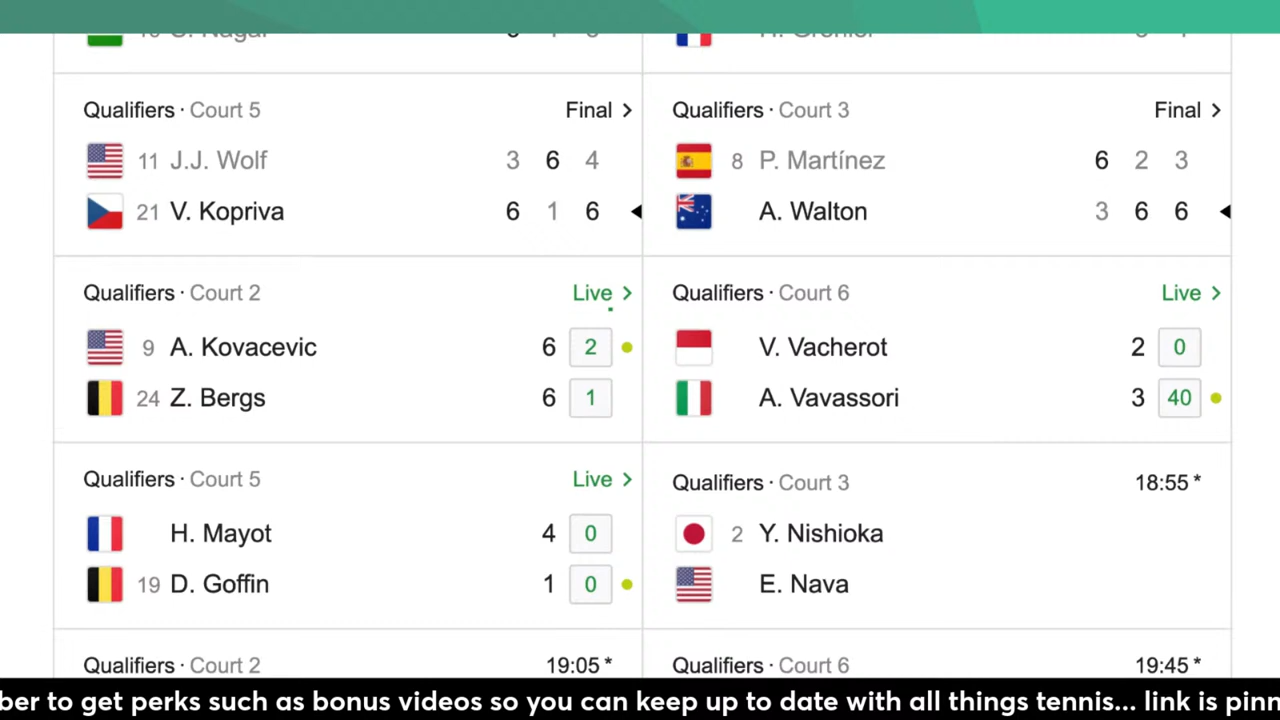 Qualifiers · Court 5 Final
11 J.J. Wolf 3 6 4
21 V. Kopriva 6 1 6
Qualifiers · Court 3 Final
8 P. Martínez 6 2 3
A. Walton 3 6 6
Qualifiers · Court 2 Live
9 A. Kovacevic 6 2
24 Z. Bergs 6 1
Qualifiers · Court 6 Live
V. Vacherot 2 0
A. Vavassori 3 40
Qualifiers · Court 5 Live
H. Mayot 4 0
19 D. Goffin 1 0
Qualifiers · Court 3 18:55 *
2 Y. Nishioka
E. Nava
Qualifiers · Court 2 19:05 *
Qualifiers · Court 6 19:45 *
ber to get perks such as bonus videos so you can keep up to date with all things tennis... link is pinn